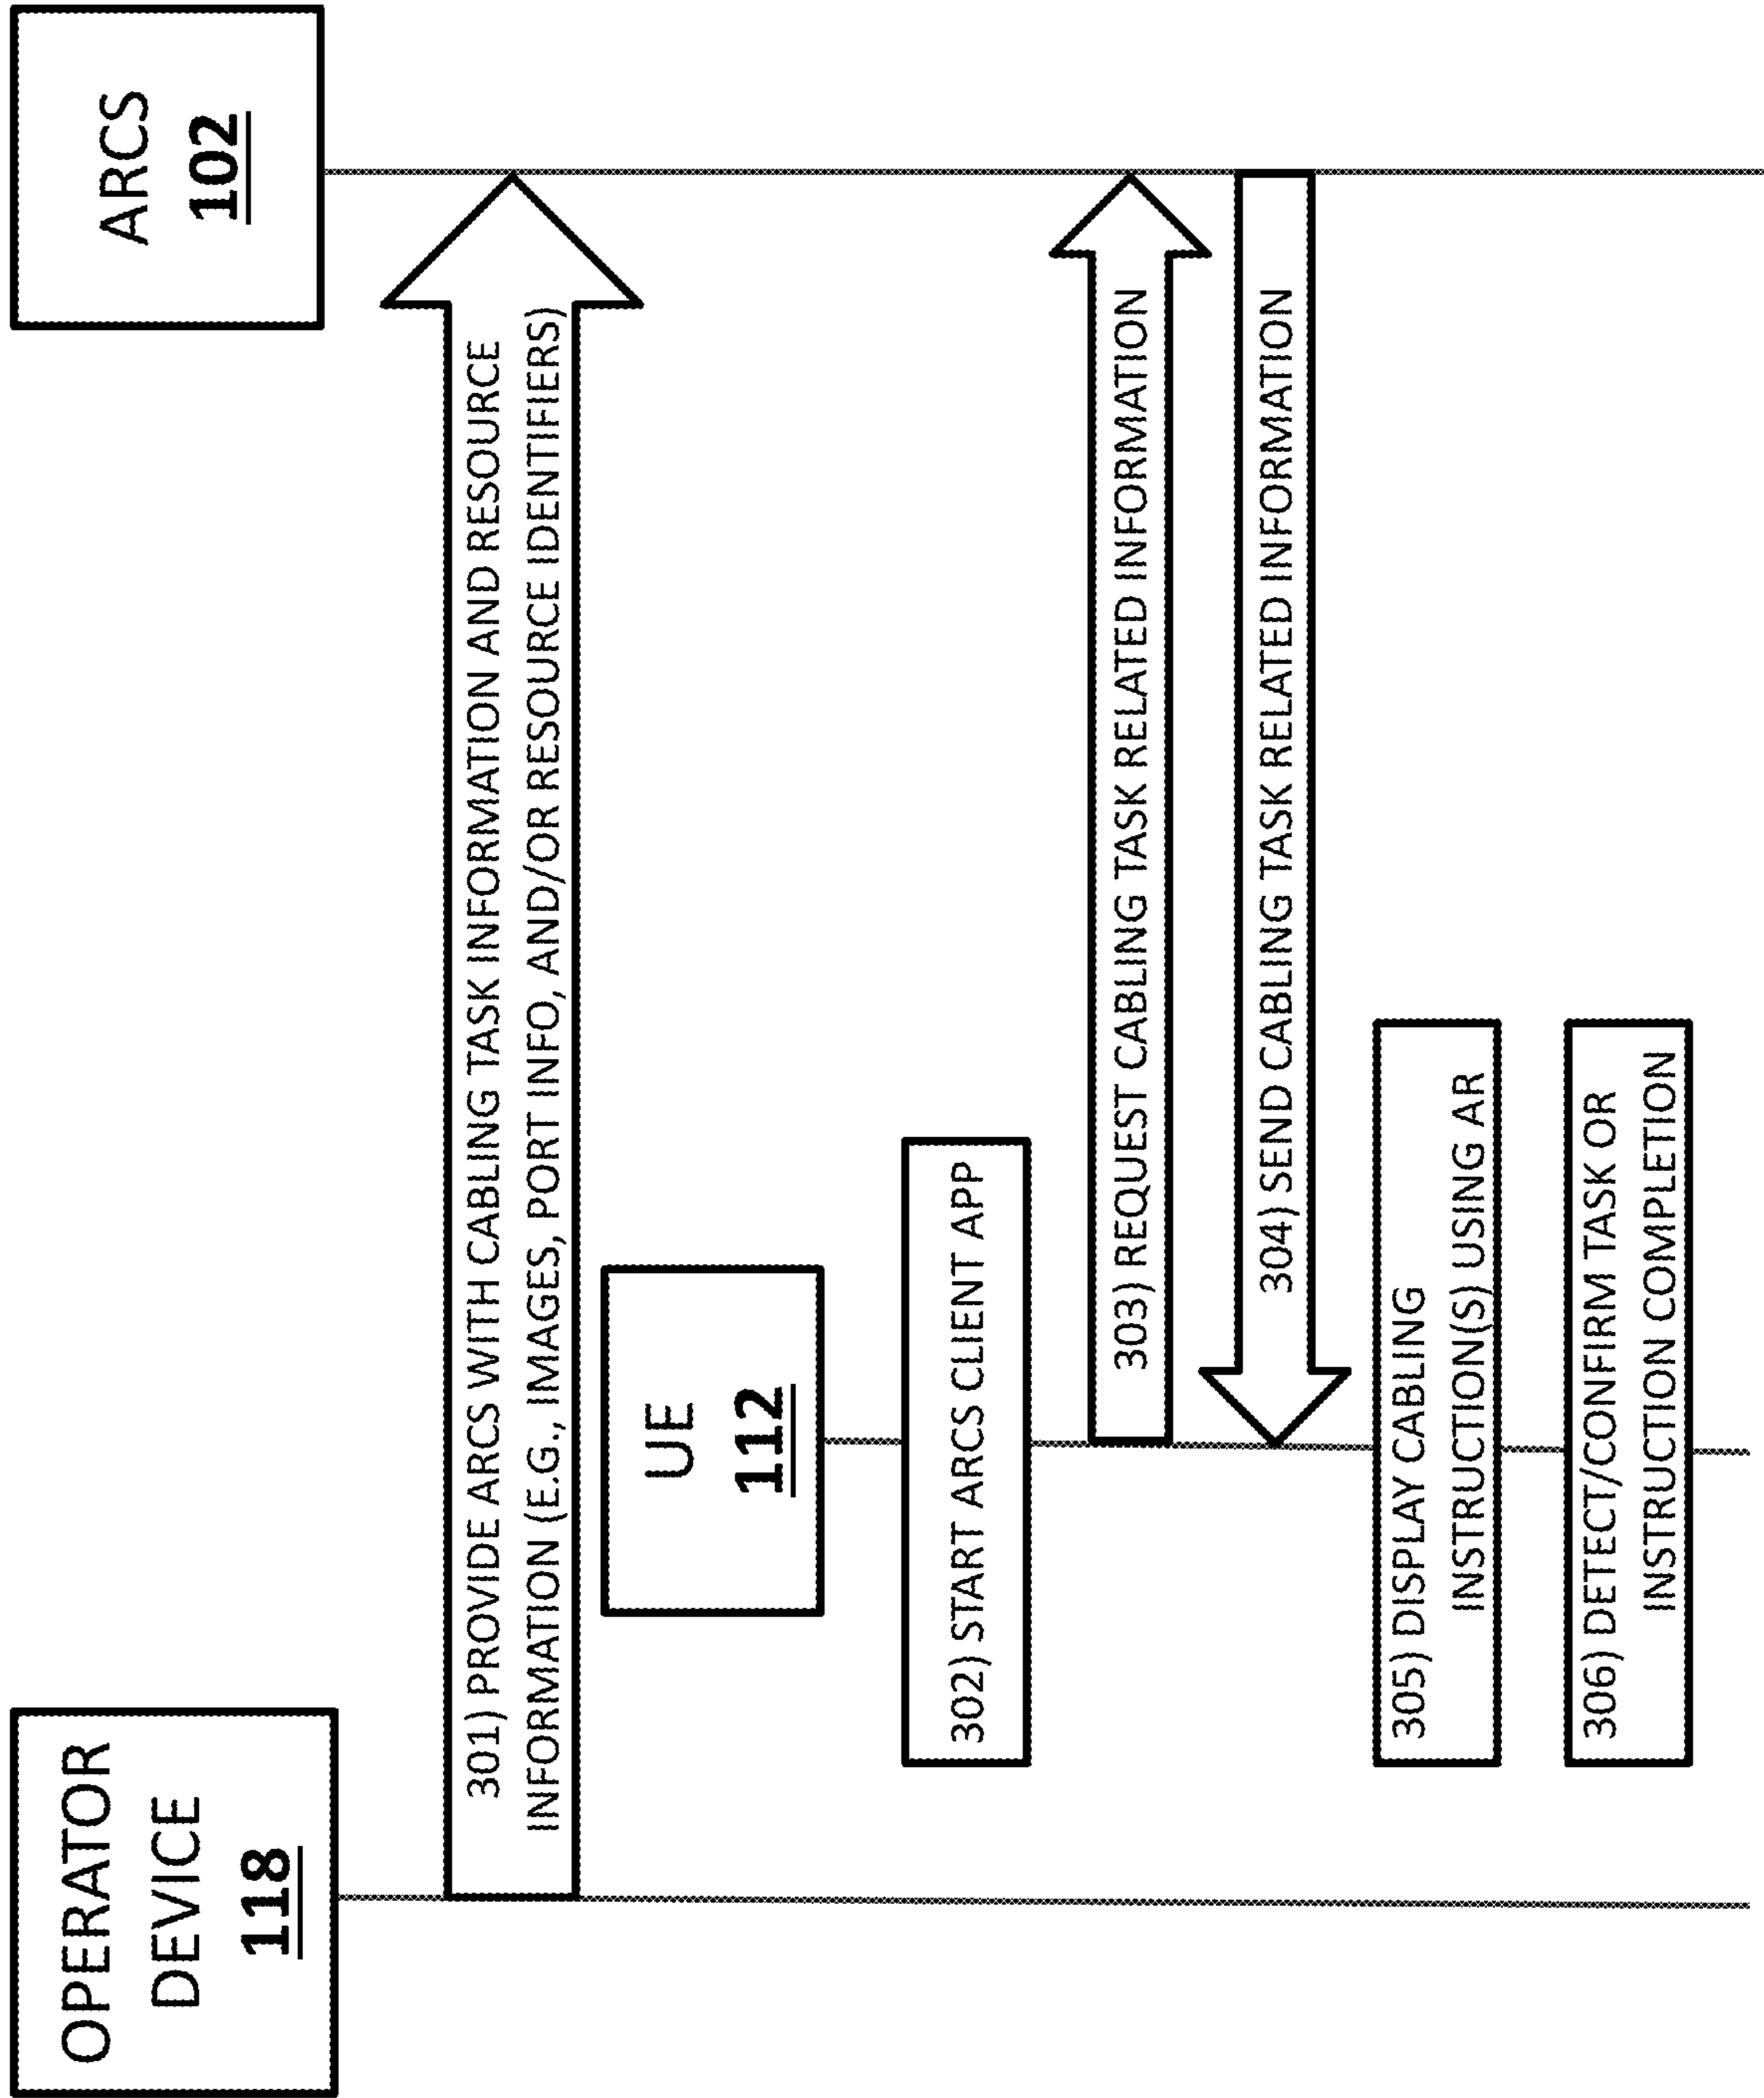 OPERATOR
DEVICE
118
ARCS
102
301) PROVIDE ARCS WITH CABLING TASK INFORMATION AND RESOURCE
INFORMATION (E.G., IMAGES, PORT INFO, AND/OR RESOURCE IDENTIFIERS)
UE
112
302) START ARCS CLIENT APP
303) REQUEST CABLING TASK RELATED INFORMATION
304) SEND CABLING TASK RELATED INFORMATION
305) DISPLAY CABLING
INSTRUCTION(S) USING AR
306) DETECT/CONFIRM TASK OR
INSTRUCTION COMPLETION